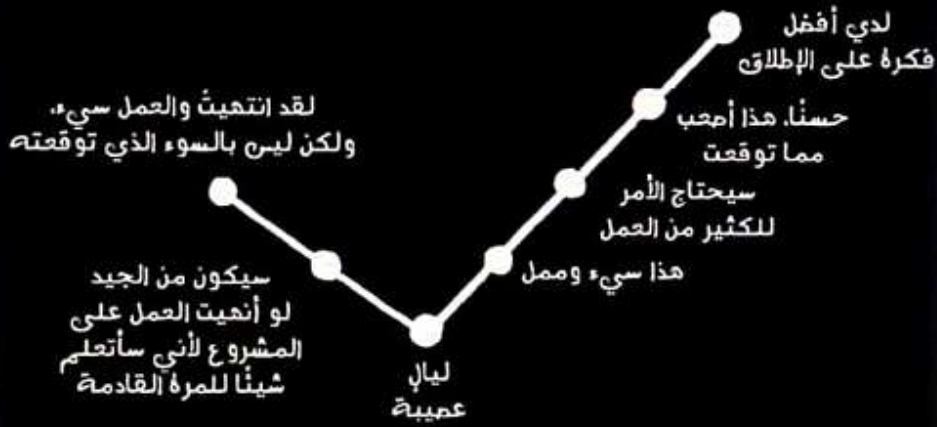 لدي أفضل
فكرة على الإطلاق
حسنًا، هذا أصعب
مما توقعت
سيحتاج الأمر
للكثير من العمل
هذا سيء وممل
ليالٍ
عصيبة
سيكون من الجيد
لو أنهيت العمل على
المشروع لأني سأتعلم
شيئًا للمرة القادمة
لقد انتهيتُ والعمل سيء،
ولكن ليس بالسوء الذي توقعته